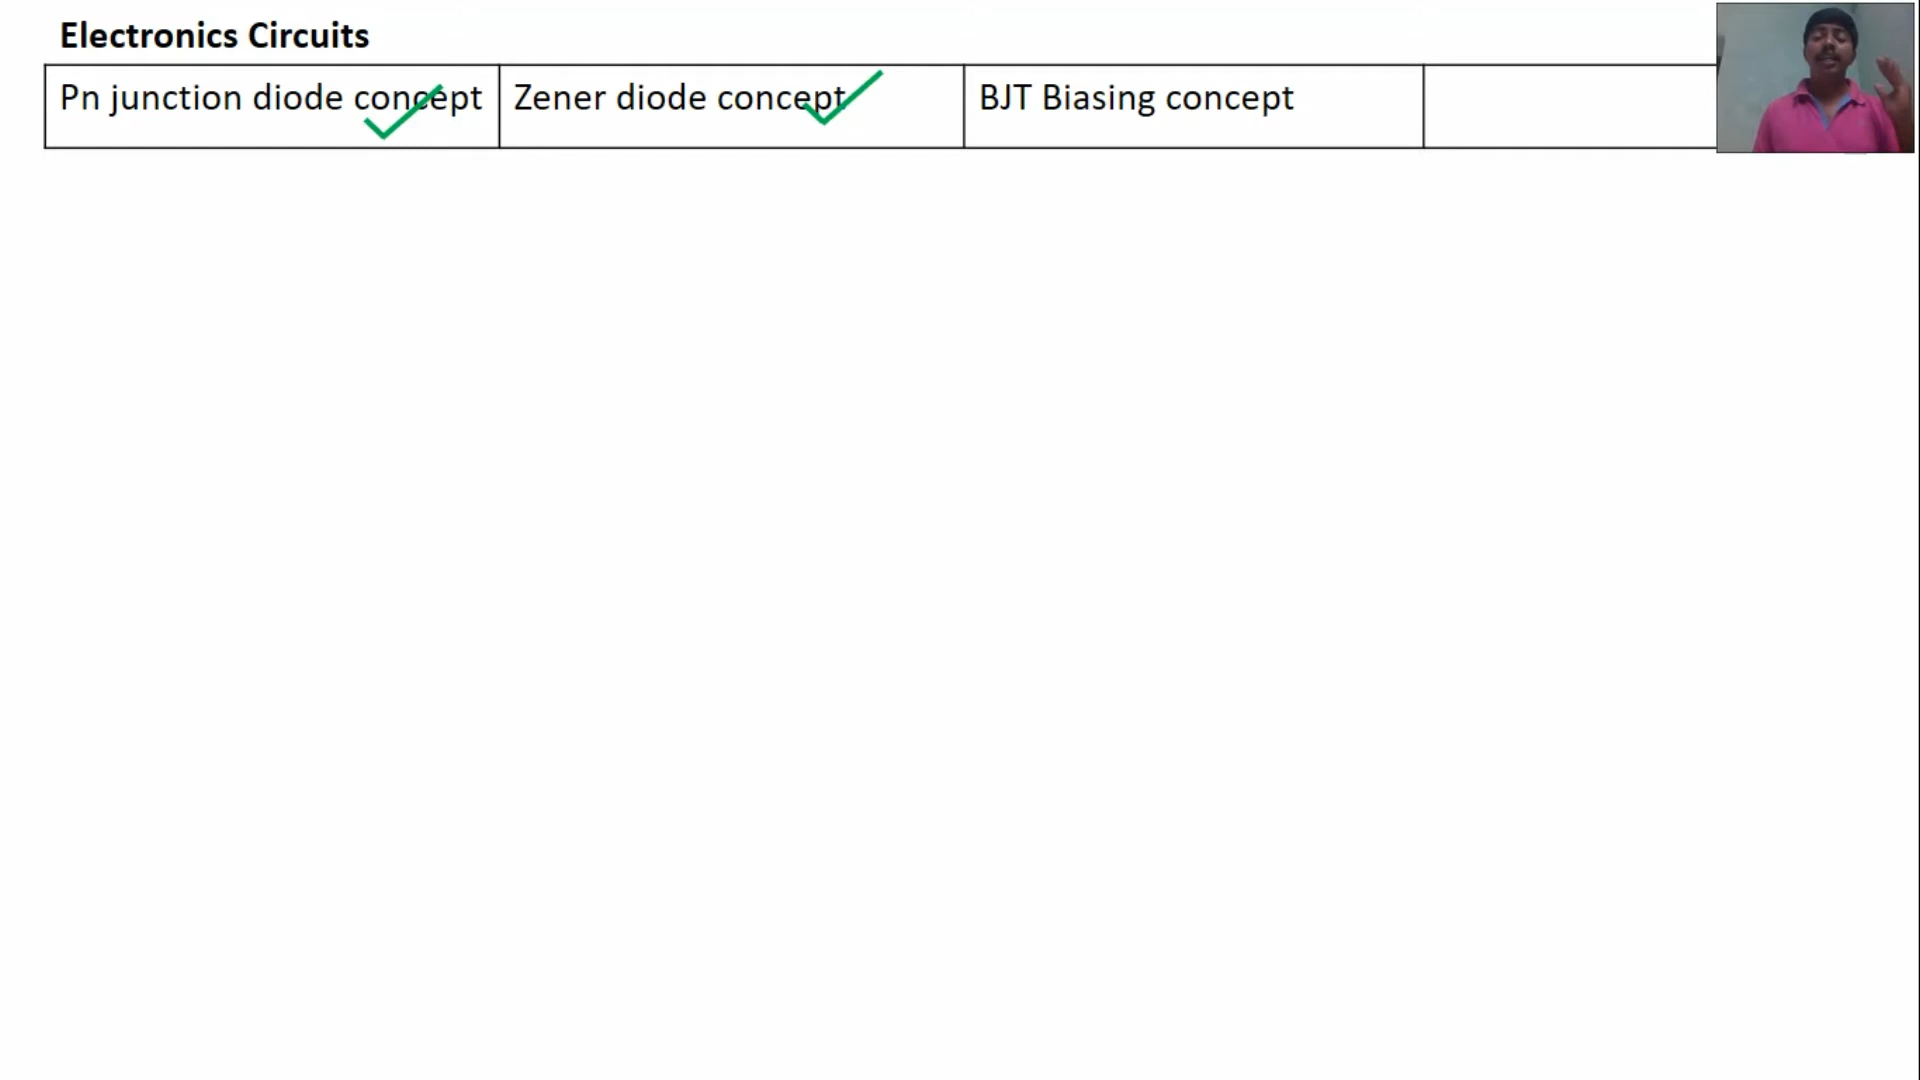 Electronics Circuits
Pn junction diode concept Zener diode concept BJT Biasing concept